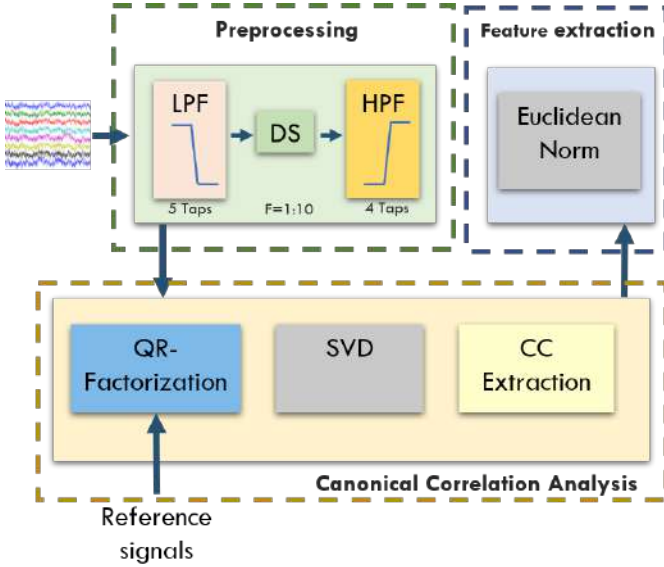 Preprocessing
LPF
DS
HPF
5 Taps
F=1:10
4 Taps
Feature extraction
Euclidean
Norm
QR-
Factorization
SVD
CC
Extraction
Canonical Correlation Analysis
Reference
signals